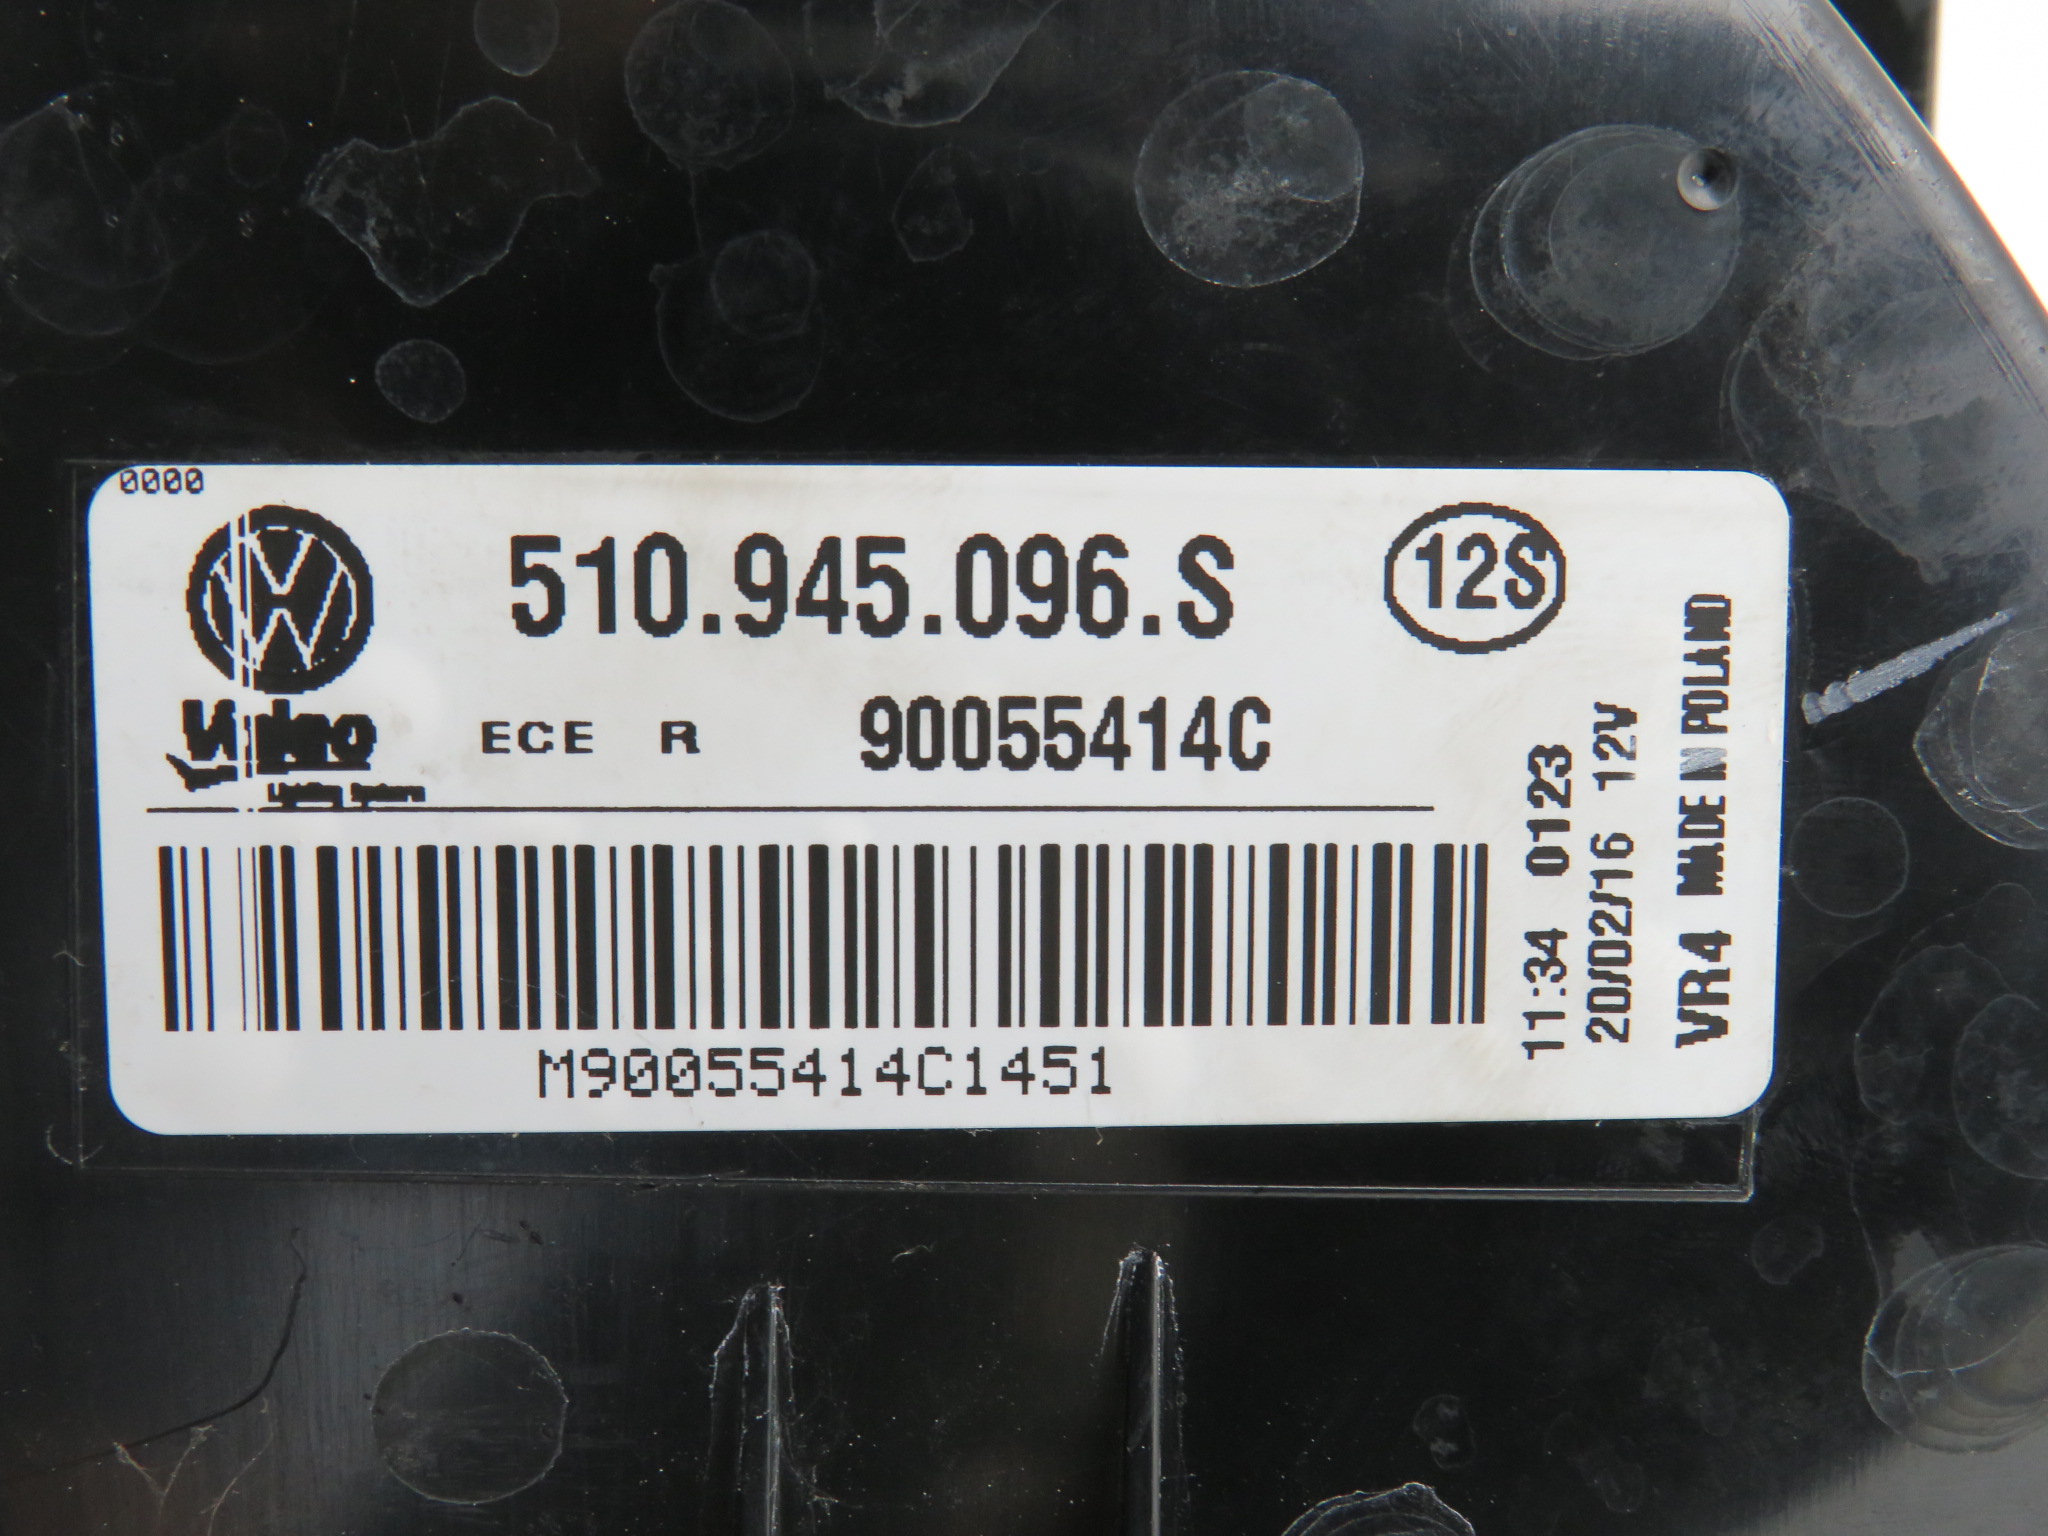 0000
510.945.096.S
12S
ECE R 90055414C
M90055414C1451
11:34 0123
20/02/16 12V
VR4 MADE IN POLAND